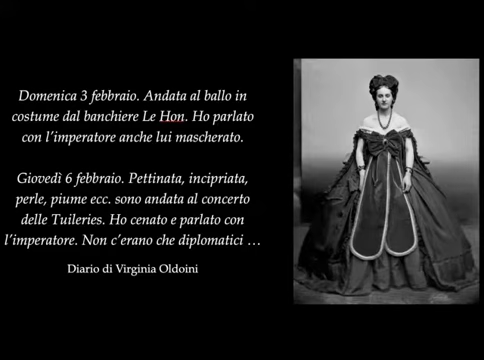 Domenica 3 febbraio. Andata al ballo in
costume dal banchiere Le Hon. Ho parlato
con l'imperatore anche lui mascherato.
Giovedì 6 febbraio. Pettinata, incipriata,
perle, piume ecc. sono andata al concerto
delle Tuileries. Ho cenato e parlato con
l'imperatore. Non c'erano che diplomatici …
Diario di Virginia Oldoini